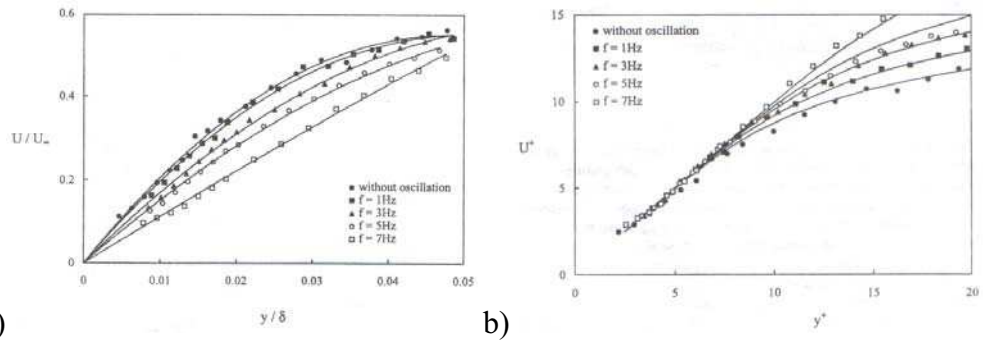 0.6
0.4
U / U∞
0.2
0
without oscillation
f = 1Hz
f = 3Hz
f = 5Hz
f = 7Hz
0 0.01 0.02 0.03 0.04 0.05
y / δ
)
b)
15
10
U⁺
5
0
without oscillation
f = 1Hz
f = 3Hz
f = 5Hz
f = 7Hz
0 5 10 15 20
y⁺